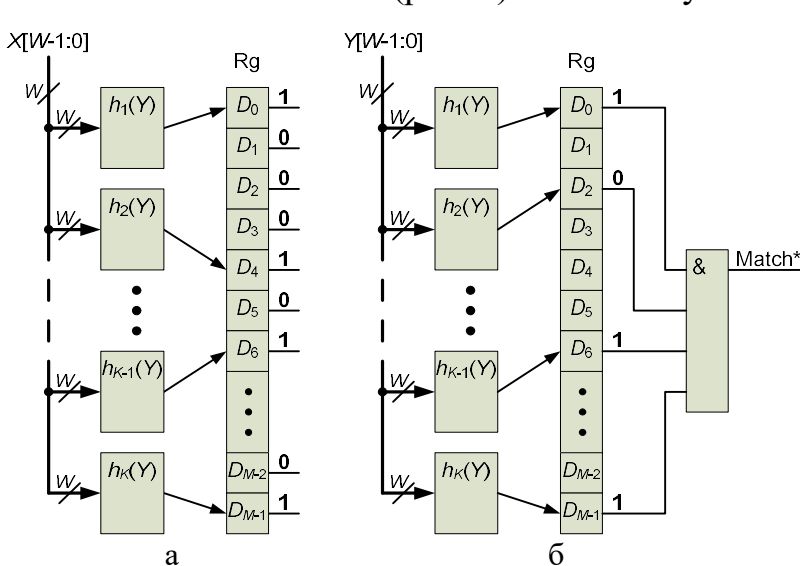 X[W-1:0]
Rg
W
W
h1(Y)
D0
1
D1
0
D2
0
W
h2(Y)
D3
0
D4
1
D5
0
W
hK-1(Y)
D6
1
DM-2
0
W
hK(Y)
DM-1
1
а
Y[W-1:0]
Rg
W
W
h1(Y)
D0
1
D1
D2
0
W
h2(Y)
D3
D4
D5
W
hK-1(Y)
D6
1
DM-2
W
hK(Y)
DM-1
1
&
Match*
б